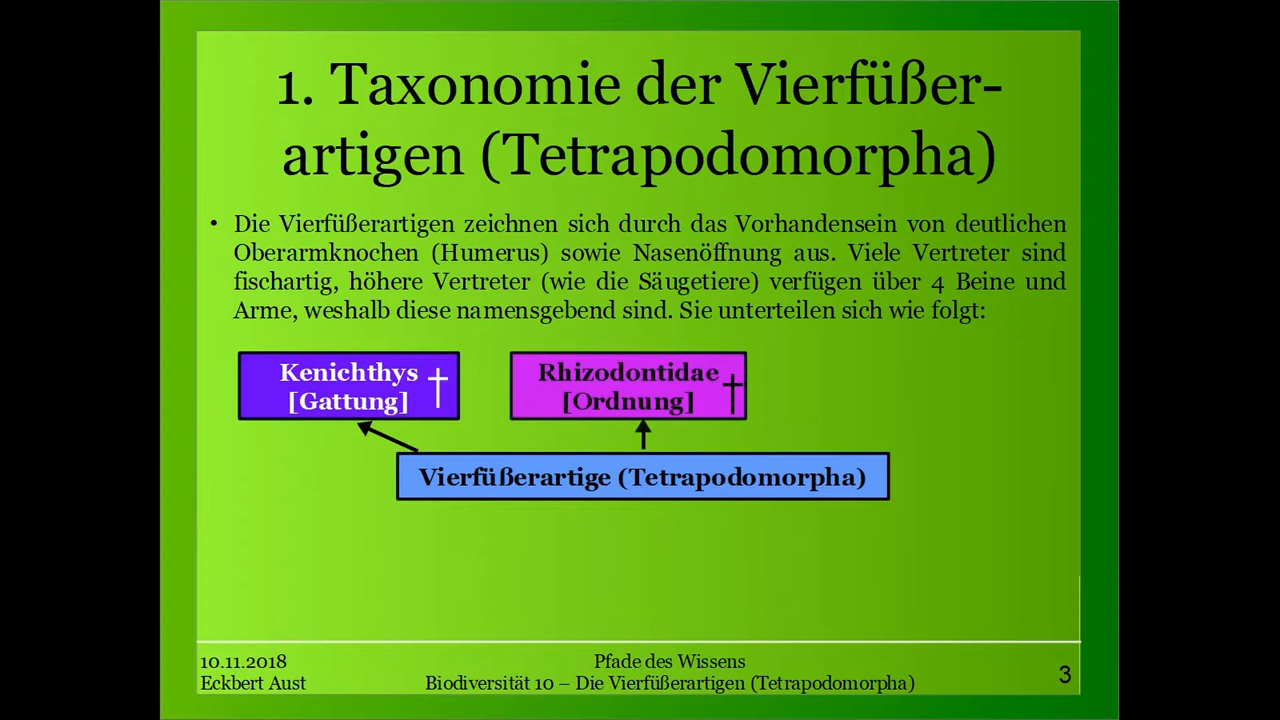 1. Taxonomie der Vierfüßer-
artigen (Tetrapodomorpha)
• Die Vierfüßerartigen zeichnen sich durch das Vorhandensein von deutlichen
Oberarmknochen (Humerus) sowie Nasenöffnung aus. Viele Vertreter sind
fischartig, höhere Vertreter (wie die Säugetiere) verfügen über 4 Beine und
Arme, weshalb diese namensgebend sind. Sie unterteilen sich wie folgt:
Kenichthys †
[Gattung]
Rhizodontidae †
[Ordnung]
Vierfüßerartige (Tetrapodomorpha)
10.11.2018
Eckbert Aust
Pfade des Wissens
Biodiversität 10 – Die Vierfüßerartigen (Tetrapodomorpha)
3